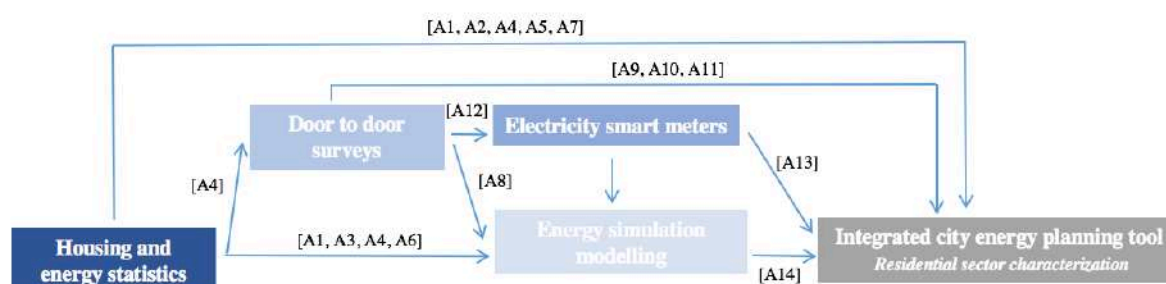 [A1, A2, A4, A5, A7]
[A9, A10, A11]
Door to door
surveys
[A12]
Electricity smart meters
[A4]
[A8]
[A13]
Housing and
energy statistics
[A1, A3, A4, A6]
Energy simulation
modelling
[A14]
Integrated city energy planning tool
Residential sector characterization